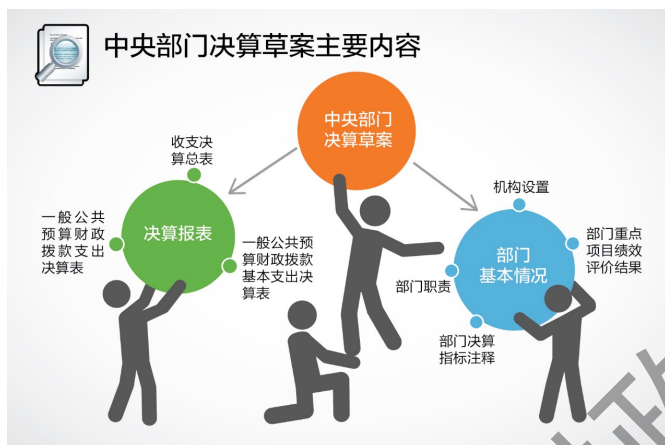 中央部门决算草案主要内容
中央部门
决算草案
收支决
算总表
一般公共
预算财政
拨款支出
决算表
决算报表
一般公共预
算财政拨款
基本支出决
算表
机构设置
部门重点
项目绩效
评价结果
部门
基本情况
部门职责
部门决算
指标注释